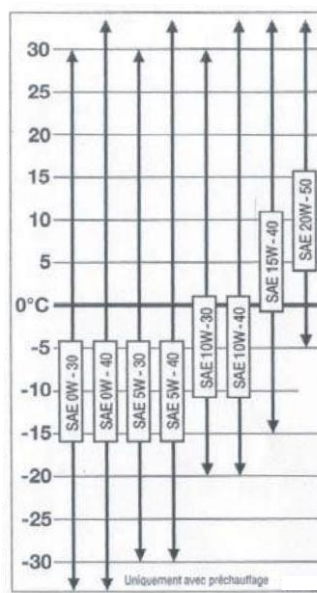 30
25
20
15
10
5
0°C
-5
-10
-15
-20
-25
-30
SAE 0W - 30
SAE 0W - 40
SAE 5W - 30
SAE 5W - 40
SAE 10W - 30
SAE 10W - 40
SAE 15W - 40
SAE 20W - 50
Uniquement avec préchauffage